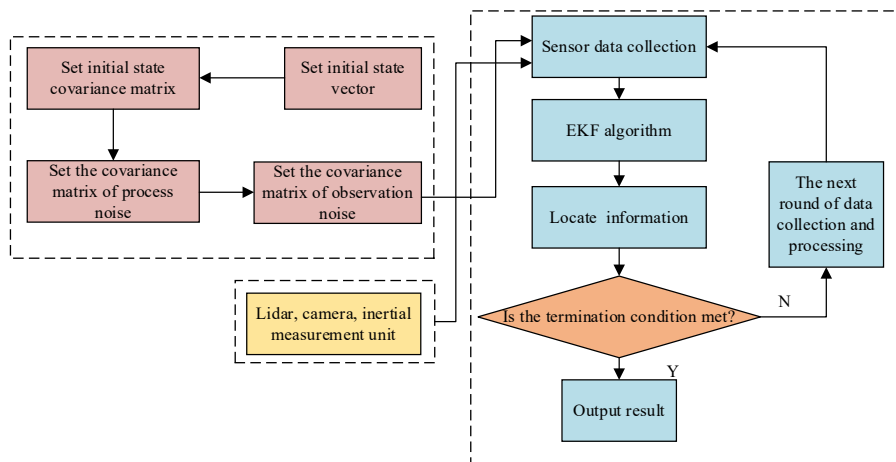 Set initial state
covariance matrix
Set initial state
vector
Set the covariance
matrix of process
noise
Set the covariance
matrix of observation
noise
Lidar, camera, inertial
measurement unit
Sensor data collection
EKF algorithm
Locate information
Is the termination condition met?
N
The next
round of data
collection and
processing
Y
Output result